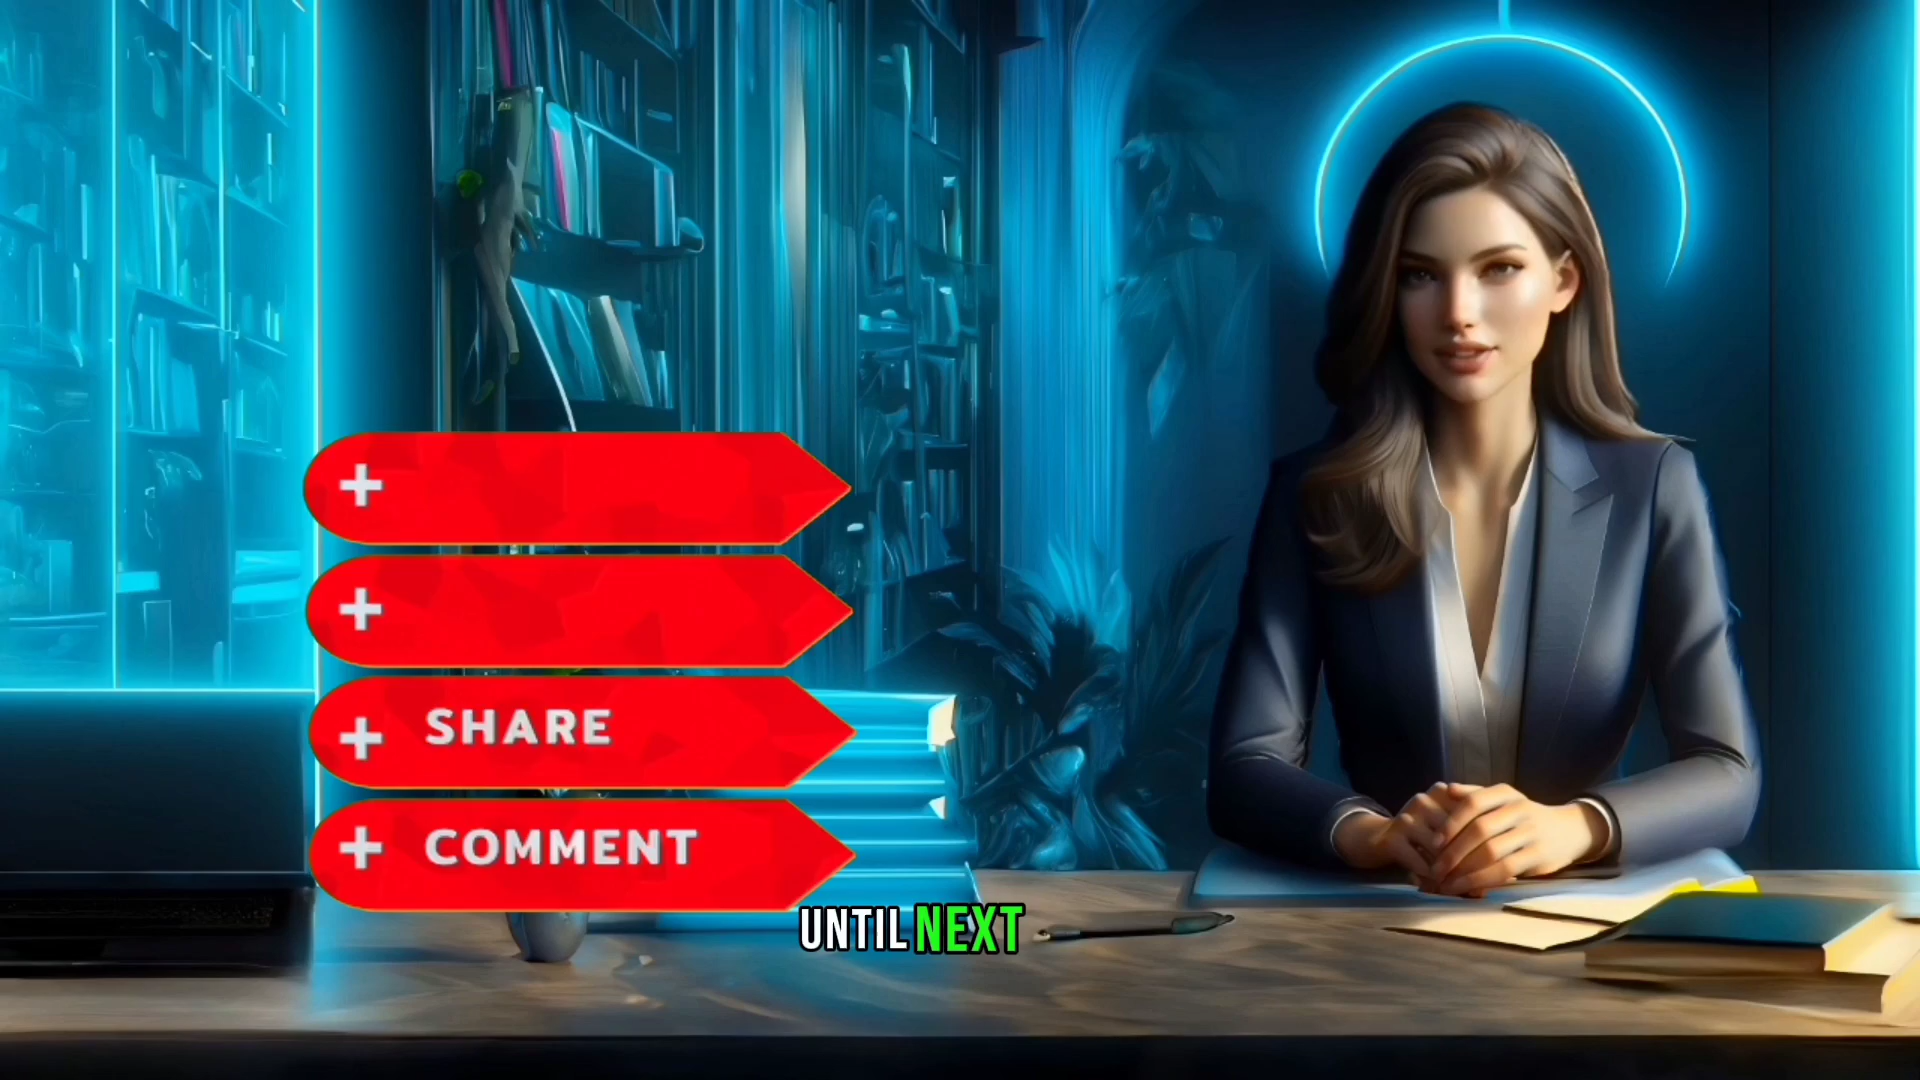 +
+
+ SHARE
+ COMMENT
UNTIL NEXT